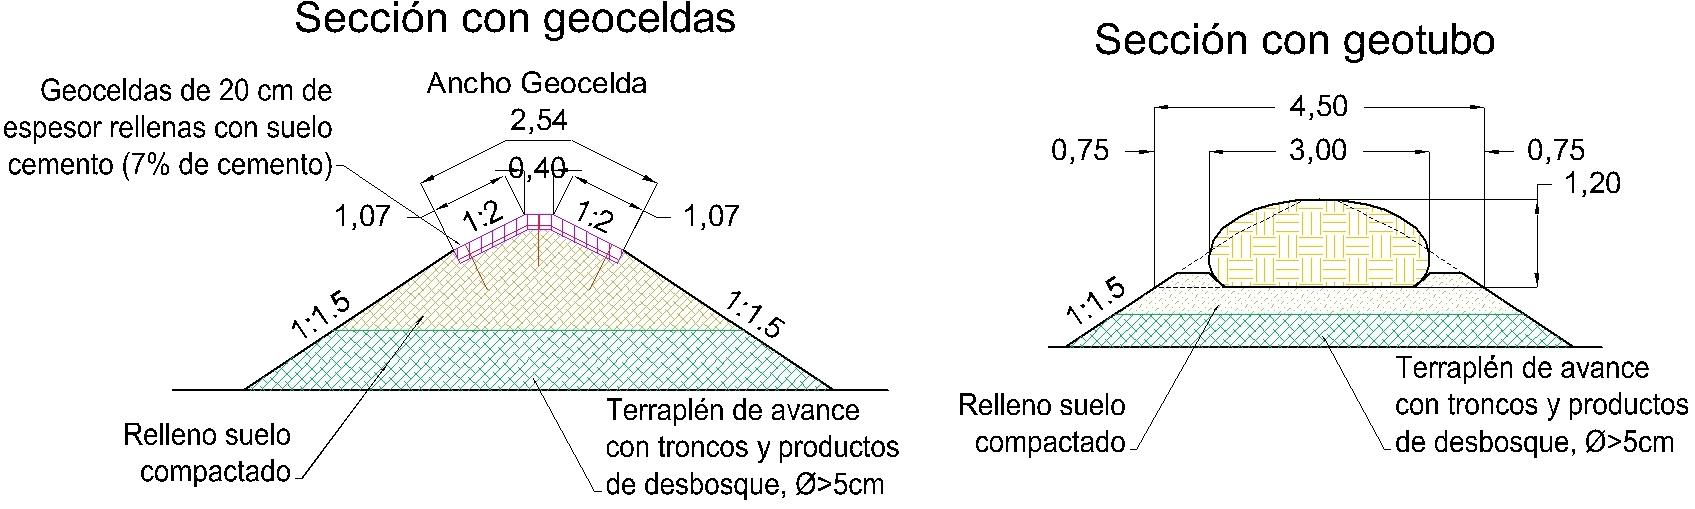 Sección con geoceldas
Geoceldas de 20 cm de
espesor rellenas con suelo
cemento (7% de cemento)
Ancho Geocelda
2,54
0,40
1,07
1:2
1:2
1,07
1:1.5
1:1.5
Relleno suelo
compactado
Terraplén de avance
con troncos y productos
de desbosque, Ø>5cm
Sección con geotubo
4,50
0,75
3,00
0,75
1,20
1:1.5
Relleno suelo
compactado
Terraplén de avance
con troncos y productos
de desbosque, Ø>5cm